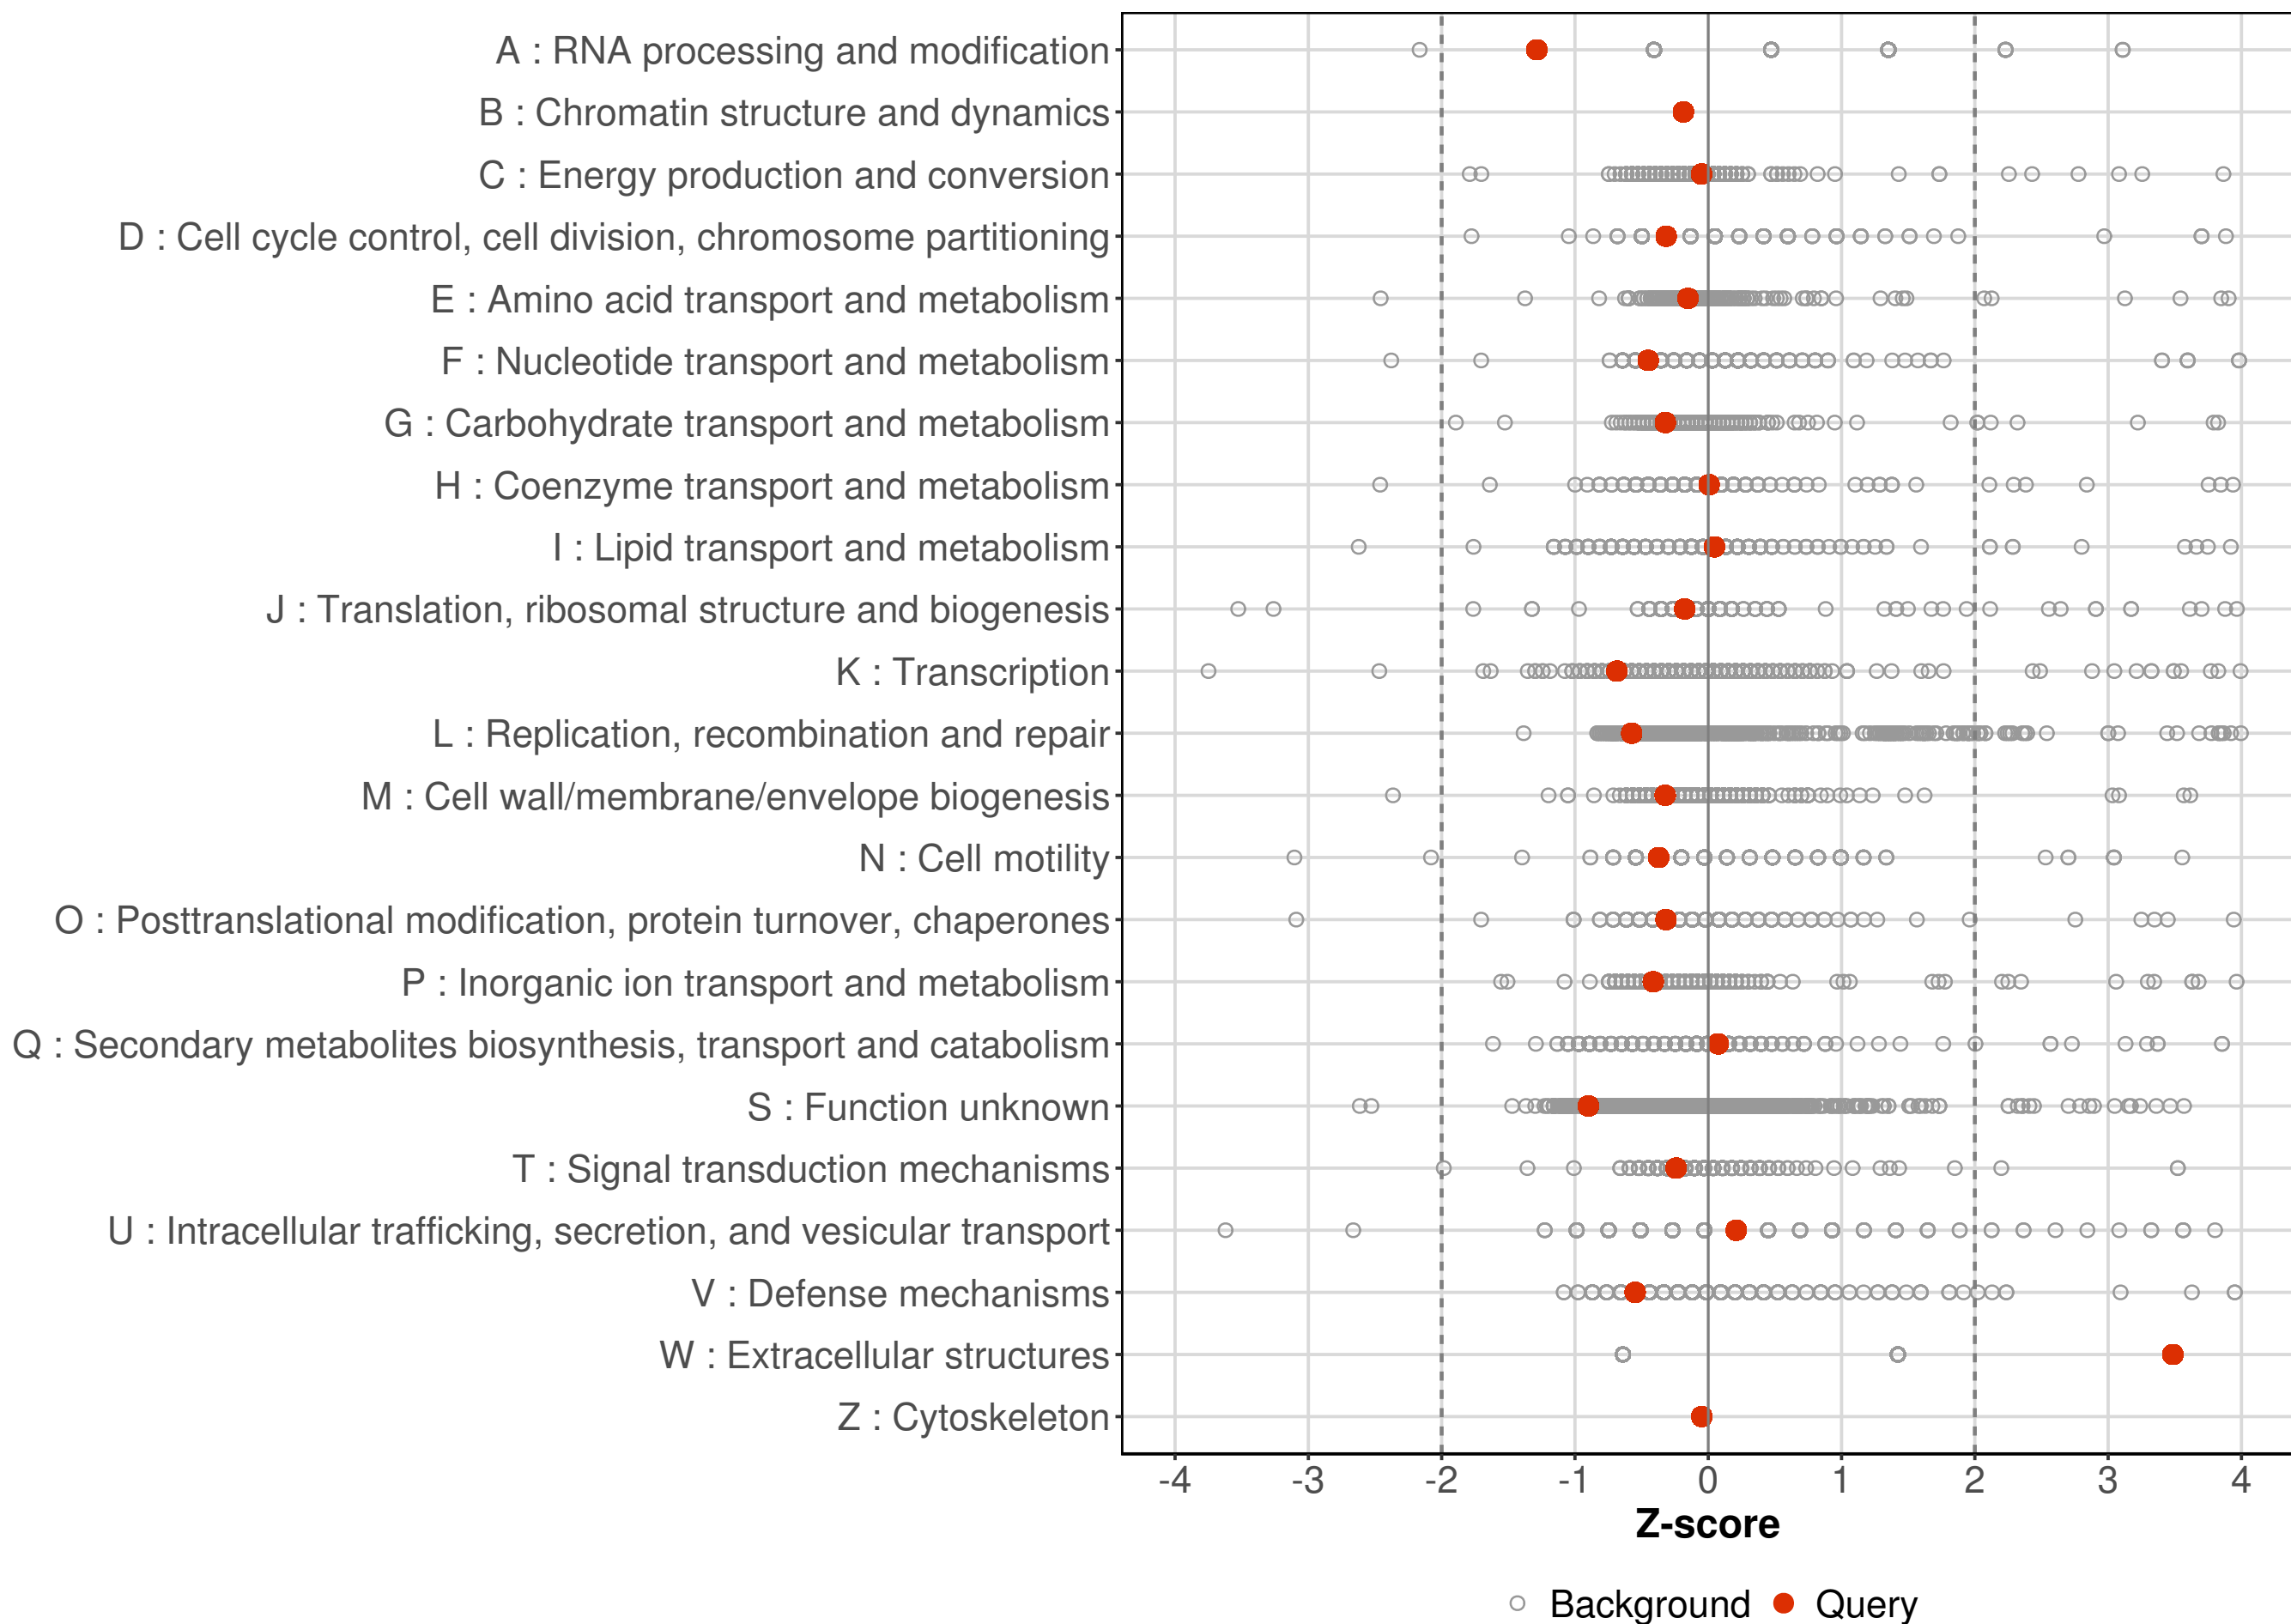 A : RNA processing and modification
B : Chromatin structure and dynamics
C : Energy production and conversion
D : Cell cycle control, cell division, chromosome partitioning
E : Amino acid transport and metabolism
F : Nucleotide transport and metabolism
G : Carbohydrate transport and metabolism
H : Coenzyme transport and metabolism
I : Lipid transport and metabolism
J : Translation, ribosomal structure and biogenesis
K : Transcription
L : Replication, recombination and repair
M : Cell wall/membrane/envelope biogenesis
N : Cell motility
O : Posttranslational modification, protein turnover, chaperones
P : Inorganic ion transport and metabolism
Q : Secondary metabolites biosynthesis, transport and catabolism
S : Function unknown
T : Signal transduction mechanisms
U : Intracellular trafficking, secretion, and vesicular transport
V : Defense mechanisms
W : Extracellular structures
Z : Cytoskeleton
-4 -3 -2 -1 0 1 2 3 4
Z-score
Background Query